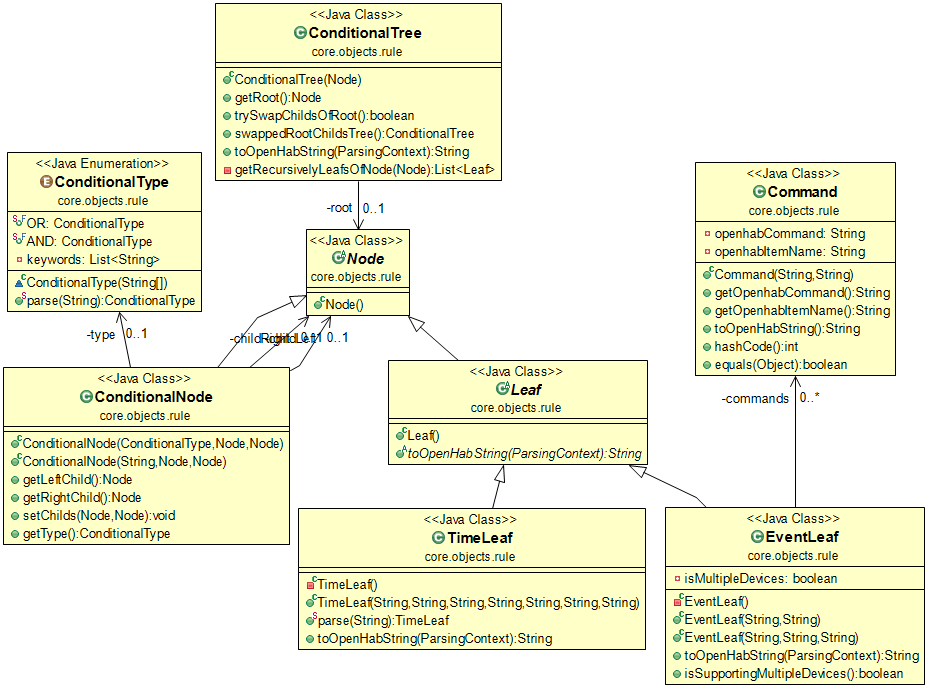 <<Java Class>>
ConditionalTree
core.objects.rule
ConditionalTree(Node)
getRoot():Node
trySwapChildsOfRoot():boolean
swappedRootChildsTree():ConditionalTree
toOpenHabString(ParsingContext):String
getRecursivelyLeafsOfNode(Node):List<Leaf>
<<Java Enumeration>>
ConditionalType
core.objects.rule
OR: ConditionalType
AND: ConditionalType
keywords: List<String>
ConditionalType(String[])
parse(String):ConditionalType
<<Java Class>>
Command
core.objects.rule
openhabCommand: String
openhabItemName: String
Command(String,String)
getOpenhabCommand():String
getOpenhabItemName():String
toOpenHabString():String
hashCode():int
equals(Object):boolean
-root 0..1
<<Java Class>>
Node
core.objects.rule
Node()
-type 0..1
0..1
-commands 0..*
<<Java Class>>
ConditionalNode
core.objects.rule
ConditionalNode(ConditionalType,Node,Node)
ConditionalNode(String,Node,Node)
getLeftChild():Node
getRightChild():Node
setChilds(Node,Node):void
getType():ConditionalType
<<Java Class>>
Leaf
core.objects.rule
Leaf()
toOpenHabString(ParsingContext):String
<<Java Class>>
TimeLeaf
core.objects.rule
TimeLeaf()
TimeLeaf(String,String,String,String,String,String,String)
parse(String):TimeLeaf
toOpenHabString(ParsingContext):String
<<Java Class>>
EventLeaf
core.objects.rule
isMultipleDevices: boolean
EventLeaf()
EventLeaf(String,String)
EventLeaf(String,String,String)
toOpenHabString(ParsingContext):String
isSupportingMultipleDevices():boolean